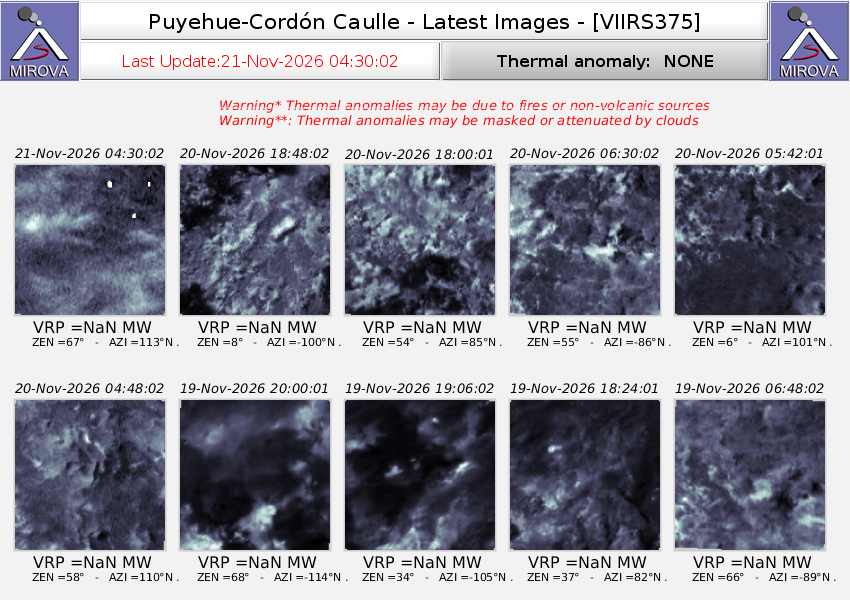 Puyehue-Cordón Caulle - Latest Images - [VIIRS375]
MIROVA
Last Update:21-Nov-2026 04:30:02
Thermal anomaly: NONE
MIROVA
Warning* Thermal anomalies may be due to fires or non-volcanic sources
Warning**: Thermal anomalies may be masked or attenuated by clouds
21-Nov-2026 04:30:02
20-Nov-2026 18:48:02
20-Nov-2026 18:00:01
20-Nov-2026 06:30:02
20-Nov-2026 05:42:01
VRP =NaN MW
VRP =NaN MW
VRP =NaN MW
VRP =NaN MW
VRP =NaN MW
ZEN =67° - AZI =113°N .
ZEN =8° - AZI =-100°N .
ZEN =54° - AZI =85°N .
ZEN =55° - AZI =-86°N .
ZEN =6° - AZI =101°N .
20-Nov-2026 04:48:02
19-Nov-2026 20:00:01
19-Nov-2026 19:06:02
19-Nov-2026 18:24:01
19-Nov-2026 06:48:02
VRP =NaN MW
VRP =NaN MW
VRP =NaN MW
VRP =NaN MW
VRP =NaN MW
ZEN =58° - AZI =110°N .
ZEN =68° - AZI =-114°N .
ZEN =34° - AZI =-105°N .
ZEN =37° - AZI =82°N .
ZEN =66° - AZI =-89°N .